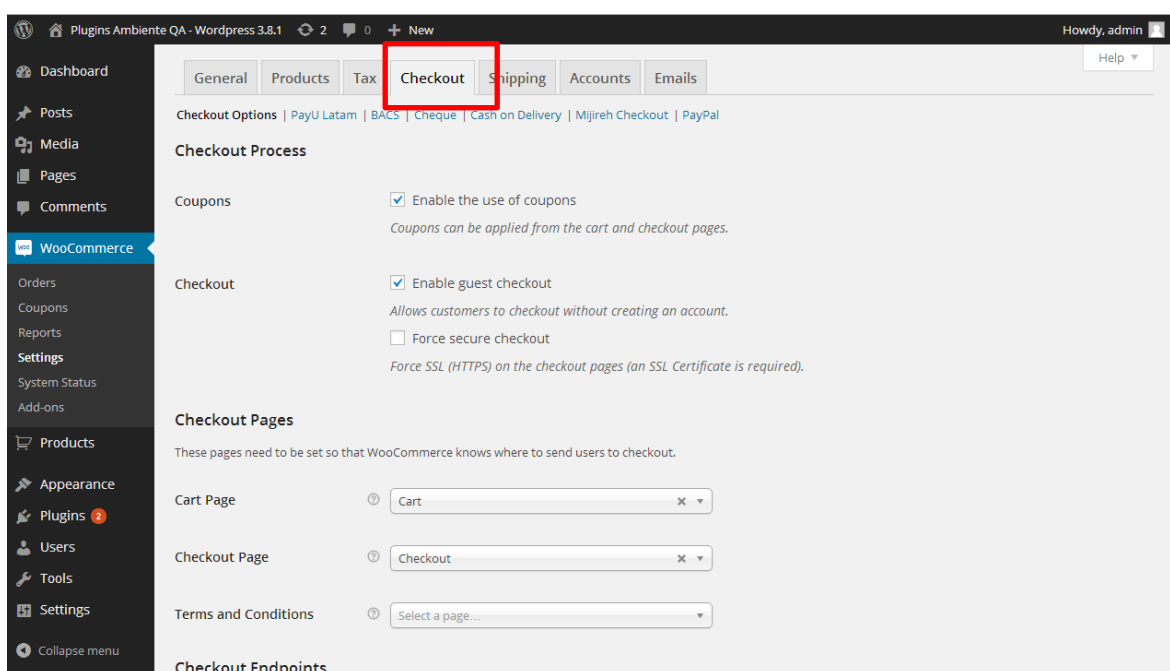 Plugins Ambiente QA - Wordpress 3.8.1 2 0 New Howdy, admin
Help
Dashboard
Posts
Media
Pages
Comments
WooCommerce
Orders
Coupons
Reports
Settings
System Status
Add-ons
Products
Appearance
Plugins 2
Users
Tools
Settings
Collapse menu
General Products Tax Checkout Shipping Accounts Emails
Checkout Options | PayU Latam | BACS | Cheque | Cash on Delivery | Mijireh Checkout | PayPal
Checkout Process
Coupons Enable the use of coupons
Coupons can be applied from the cart and checkout pages.
Checkout Enable guest checkout
Allows customers to checkout without creating an account.
Force secure checkout
Force SSL (HTTPS) on the checkout pages (an SSL Certificate is required).
Checkout Pages
These pages need to be set so that WooCommerce knows where to send users to checkout.
Cart Page Cart
Checkout Page Checkout
Terms and Conditions Select a page...
Checkout Endpoints